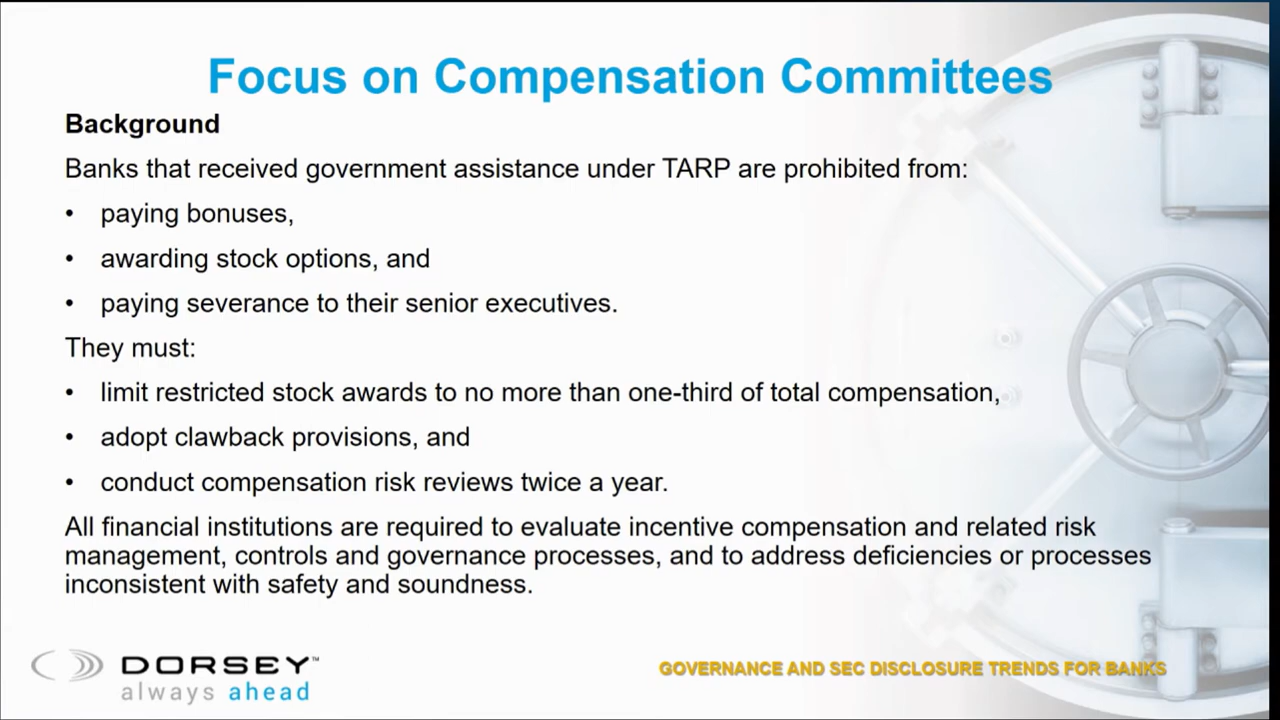 Focus on Compensation Committees
Background
Banks that received government assistance under TARP are prohibited from:
• paying bonuses,
• awarding stock options, and
• paying severance to their senior executives.
They must:
• limit restricted stock awards to no more than one-third of total compensation,
• adopt clawback provisions, and
• conduct compensation risk reviews twice a year.
All financial institutions are required to evaluate incentive compensation and related risk
management, controls and governance processes, and to address deficiencies or processes
inconsistent with safety and soundness.
DORSEY™
always ahead
GOVERNANCE AND SEC DISCLOSURE TRENDS FOR BANKS